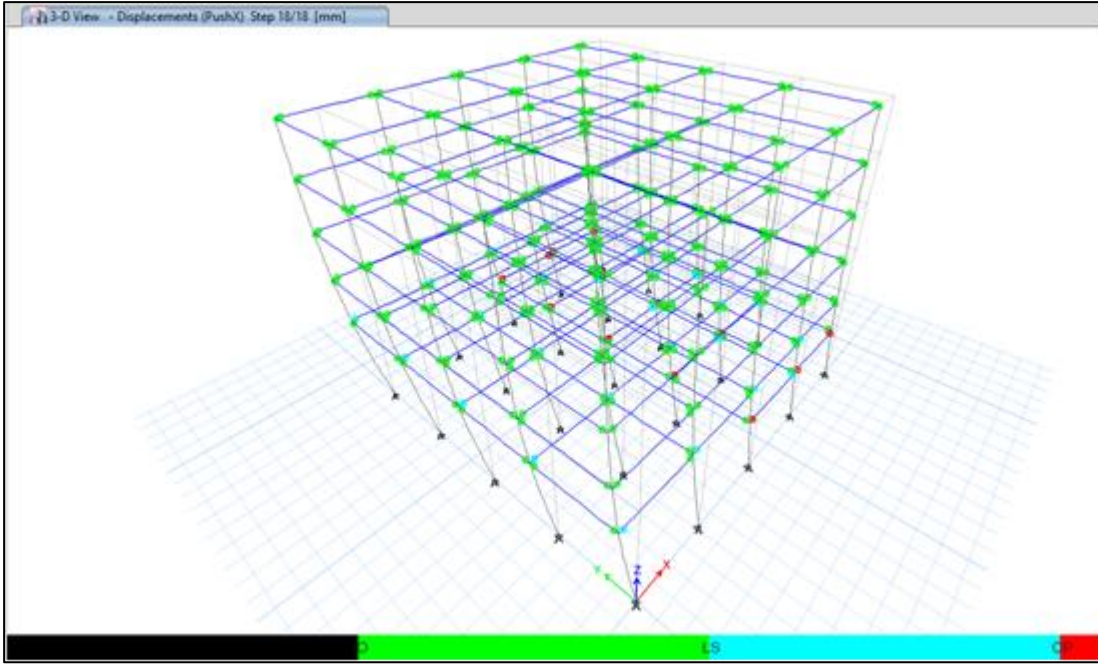 3-D View - Displacements (PushX) Step 18/18 [mm]
Z
X
Y
IO LS CP